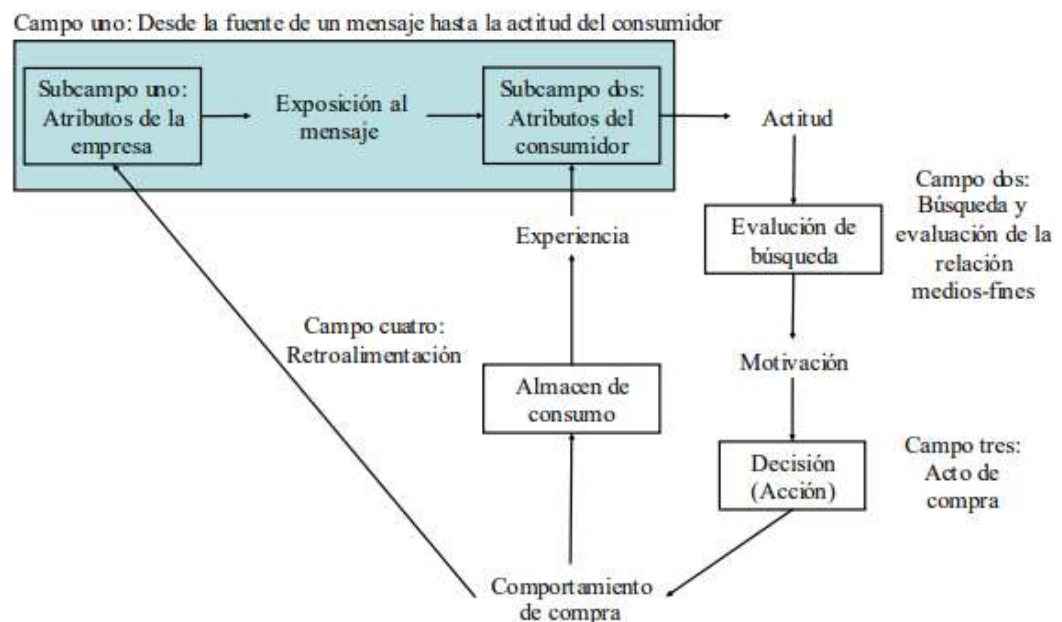 Campo uno: Desde la fuente de un mensaje hasta la actitud del consumidor
Subcampo uno:
Atributos de la
empresa
Exposición al
mensaje
Subcampo dos:
Atributos del
consumidor
Actitud
Campo dos:
Búsqueda y
evaluación de la
relación
medios-fines
Evalución de
búsqueda
Experiencia
Campo cuatro:
Retroalimentación
Motivación
Almacen de
consumo
Decisión
(Acción)
Campo tres:
Acto de
compra
Comportamiento
de compra